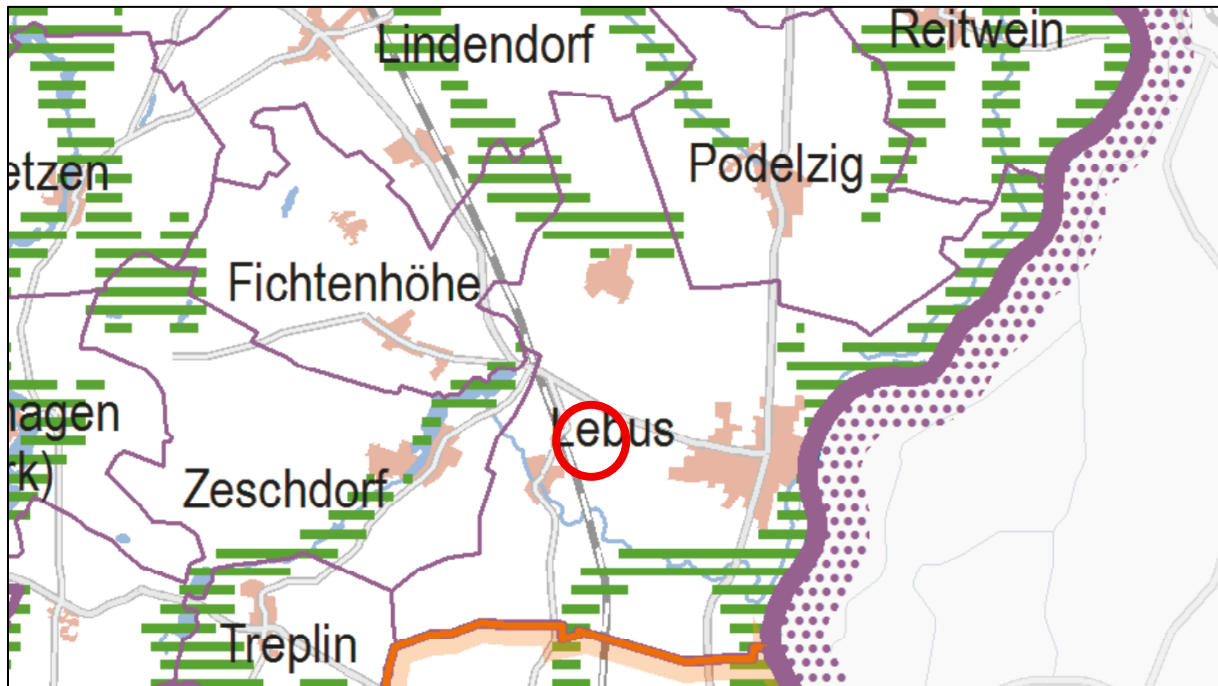 Lindendorf
Reitwein
etzen
Podelzig
Fichtenhöhe
hagen
Lebus
rk)
Zeschdorf
Treplin